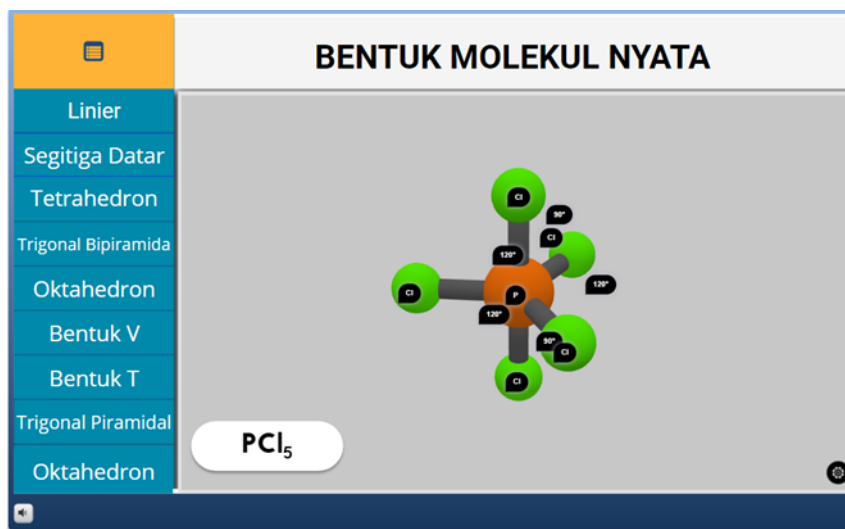 BENTUK MOLEKUL NYATA
Linier
Segitiga Datar
Tetrahedron
Trigonal Bipiramida
Oktahedron
Bentuk V
Bentuk T
Trigonal Piramidal
Oktahedron
Cl
90°
Cl
120°
120°
Cl
P
120°
90°
Cl
Cl
PCl₅